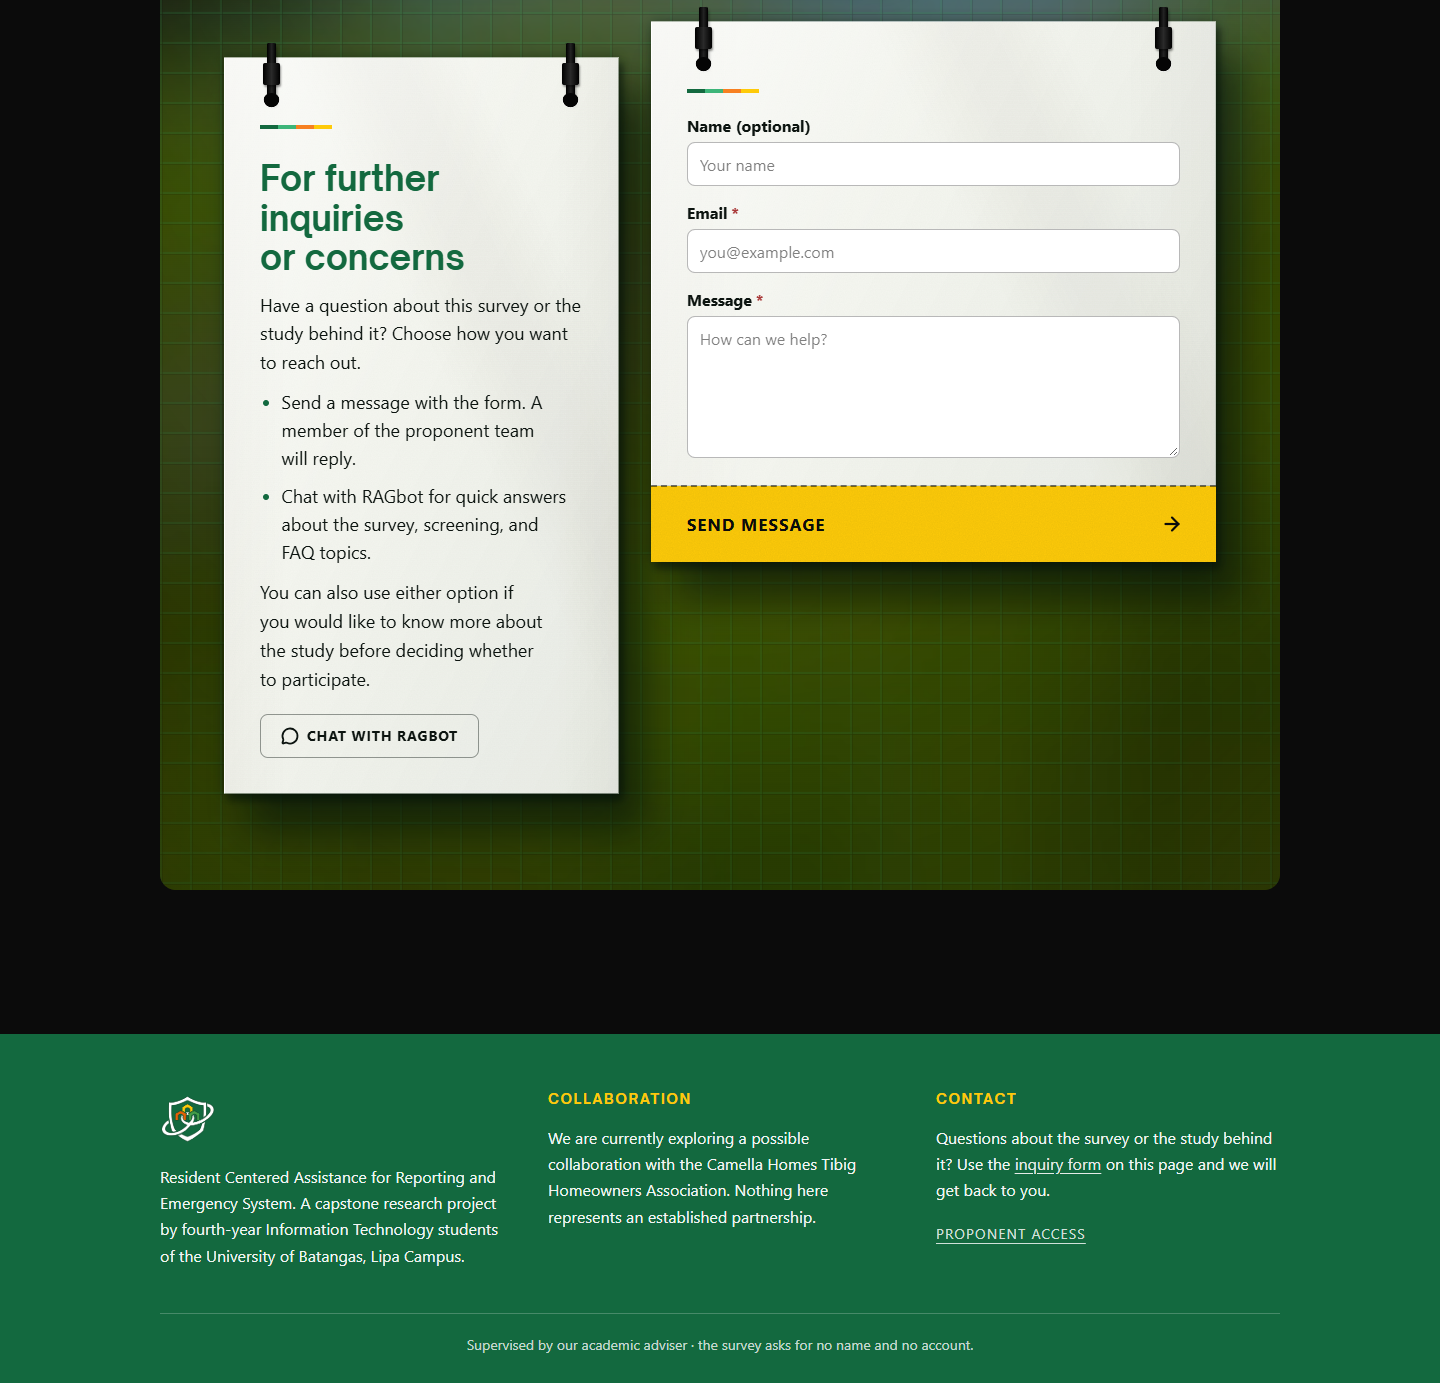 For further
inquiries
or concerns
Have a question about this survey or the
study behind it? Choose how you want
to reach out.
• Send a message with the form. A
member of the proponent team
will reply.
• Chat with RAGbot for quick answers
about the survey, screening, and
FAQ topics.
You can also use either option if
you would like to know more about
the study before deciding whether
to participate.
CHAT WITH RAGBOT
Name (optional)
Your name
Email *
you@example.com
Message *
How can we help?
SEND MESSAGE
Resident Centered Assistance for Reporting and
Emergency System. A capstone research project
by fourth-year Information Technology students
of the University of Batangas, Lipa Campus.
COLLABORATION
We are currently exploring a possible
collaboration with the Camella Homes Tibig
Homeowners Association. Nothing here
represents an established partnership.
CONTACT
Questions about the survey or the study behind
it? Use the inquiry form on this page and we will
get back to you.
PROPONENT ACCESS
Supervised by our academic adviser · the survey asks for no name and no account.